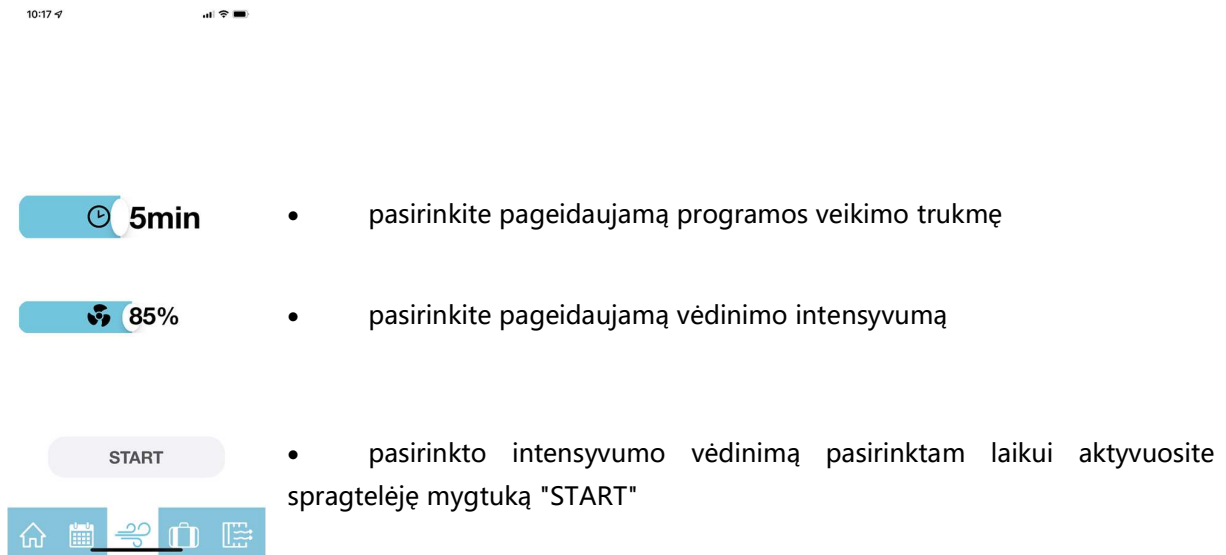 10:17
5min
• pasirinkite pageidaujamą programos veikimo trukmę
85%
• pasirinkite pageidaujamą vėdinimo intensyvumą
START
• pasirinkto intensyvumo vėdinimą pasirinktam laikui aktyvuosite
spragtelėję mygtuką "START"